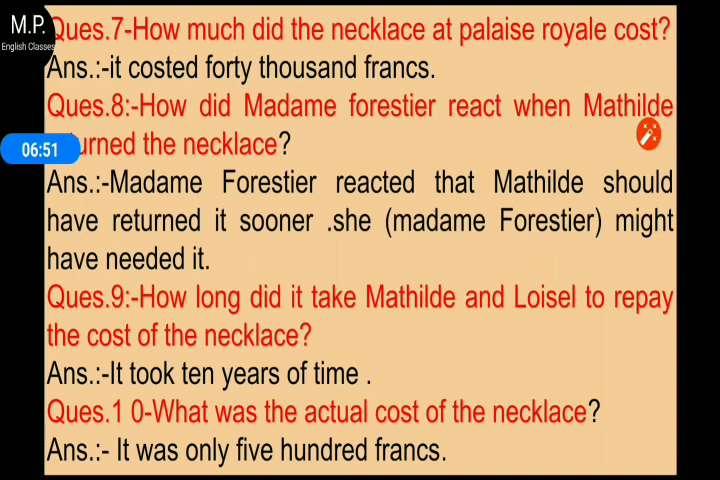 M.P.
English Classes
Ques.7-How much did the necklace at palaise royale cost?
Ans.:-it costed forty thousand francs.
Ques.8:-How did Madame forestier react when Mathilde
06:51
urned the necklace?
Ans.:-Madame Forestier reacted that Mathilde should
have returned it sooner .she (madame Forestier) might
have needed it.
Ques.9:-How long did it take Mathilde and Loisel to repay
the cost of the necklace?
Ans.:-It took ten years of time .
Ques.1 0-What was the actual cost of the necklace?
Ans.:- It was only five hundred francs.